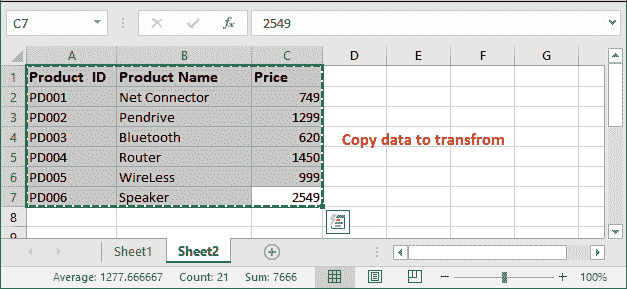 C7 fx 2549
A B C D E F G
1 Product ID Product Name Price
2 PD001 Net Connector 749
3 PD002 Pendrive 1299
4 PD003 Bluetooth 620 Copy data to transfrom
5 PD004 Router 1450
6 PD005 WireLess 999
7 PD006 Speaker 2549
8
9
Sheet1 Sheet2
Average: 1277.666667 Count: 21 Sum: 7666 100%